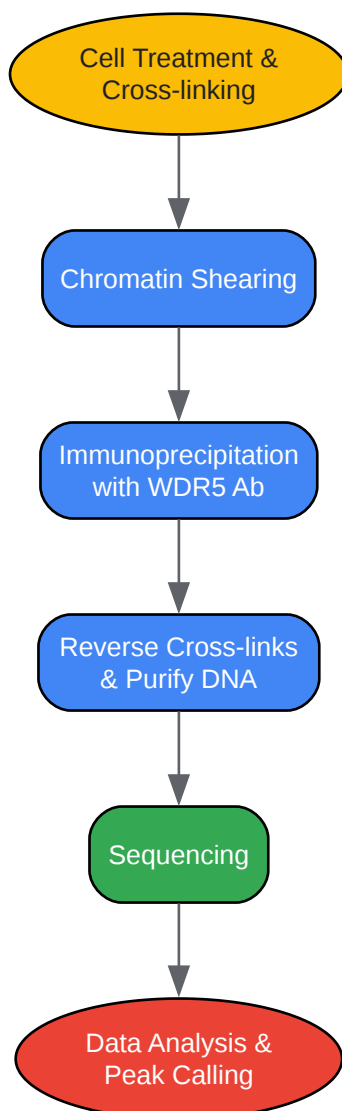 Cell Treatment &
Cross-linking
Chromatin Shearing
Immunoprecipitation
with WDR5 Ab
Reverse Cross-links
& Purify DNA
Sequencing
Data Analysis &
Peak Calling